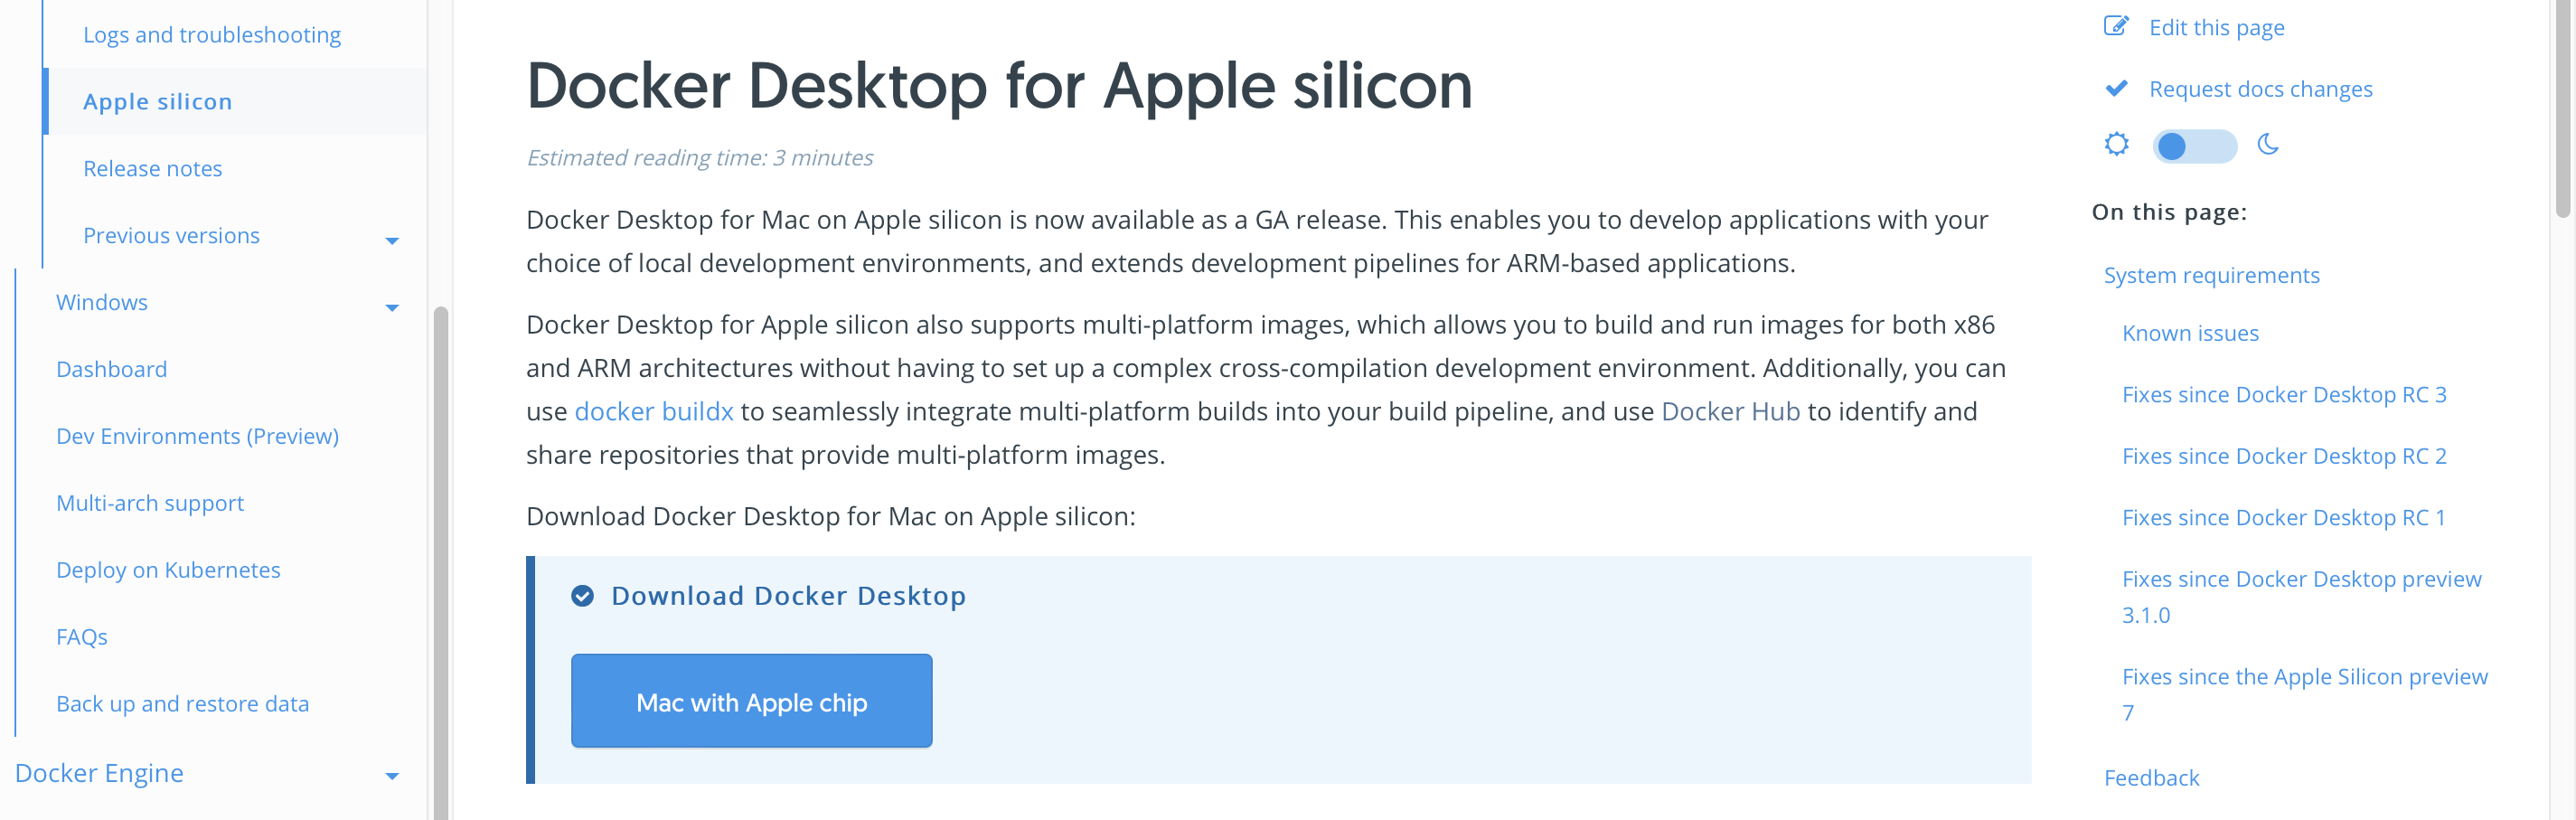 Logs and troubleshooting
Apple silicon
Release notes
Previous versions
Windows
Dashboard
Dev Environments (Preview)
Multi-arch support
Deploy on Kubernetes
FAQs
Back up and restore data
Docker Engine
Docker Desktop for Apple silicon
Estimated reading time: 3 minutes
Docker Desktop for Mac on Apple silicon is now available as a GA release. This enables you to develop applications with your
choice of local development environments, and extends development pipelines for ARM-based applications.
Docker Desktop for Apple silicon also supports multi-platform images, which allows you to build and run images for both x86
and ARM architectures without having to set up a complex cross-compilation development environment. Additionally, you can
use docker buildx to seamlessly integrate multi-platform builds into your build pipeline, and use Docker Hub to identify and
share repositories that provide multi-platform images.
Download Docker Desktop for Mac on Apple silicon:
Download Docker Desktop
Mac with Apple chip
Edit this page
Request docs changes
On this page:
System requirements
Known issues
Fixes since Docker Desktop RC 3
Fixes since Docker Desktop RC 2
Fixes since Docker Desktop RC 1
Fixes since Docker Desktop preview
3.1.0
Fixes since the Apple Silicon preview
7
Feedback